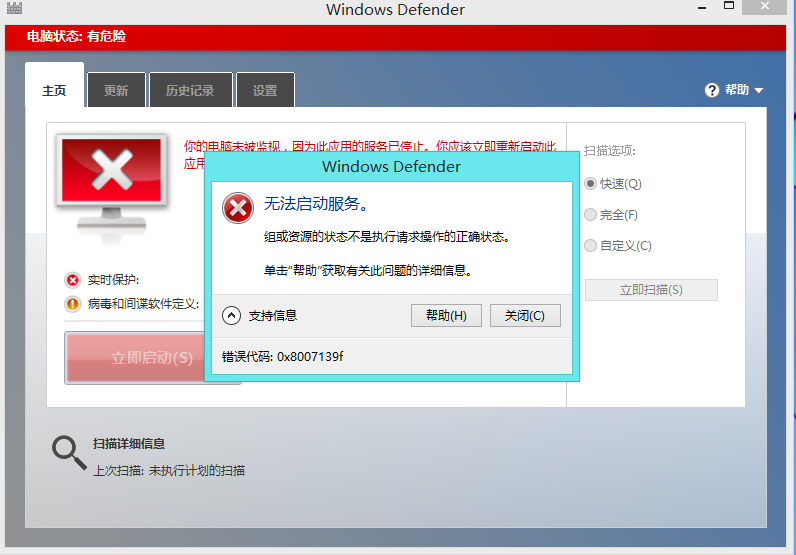 Windows Defender
电脑状态: 有危险
主页
更新
历史记录
设置
帮助
你的电脑未被监视，因为此应用的服务已停止。你应该立即重新启动此
应用
扫描选项:
快速(Q)
完全(F)
自定义(C)
立即扫描(S)
实时保护:
病毒和间谍软件定义:
立即启动(S)
Windows Defender
无法启动服务。
组或资源的状态不是执行请求操作的正确状态。
单击“帮助”获取有关此问题的详细信息。
支持信息
帮助(H)
关闭(C)
错误代码: 0x8007139f
扫描详细信息
上次扫描: 未执行计划的扫描